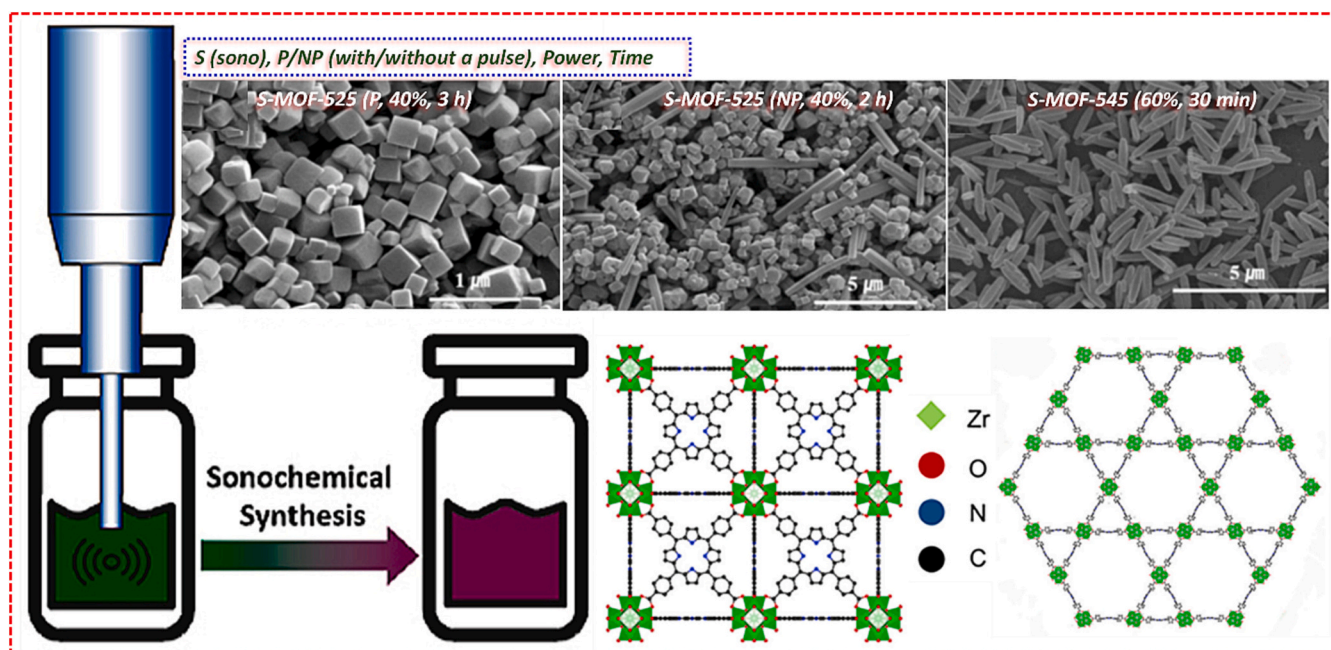 S (sono), P/NP (with/without a pulse), Power, Time
S-MOF-525 (P, 40%, 3 h)
S-MOF-525 (NP, 40%, 2 h)
S-MOF-545 (60%, 30 min)
1 μm
5 μm
5 μm
Sonochemical
Synthesis
Zr
O
N
C